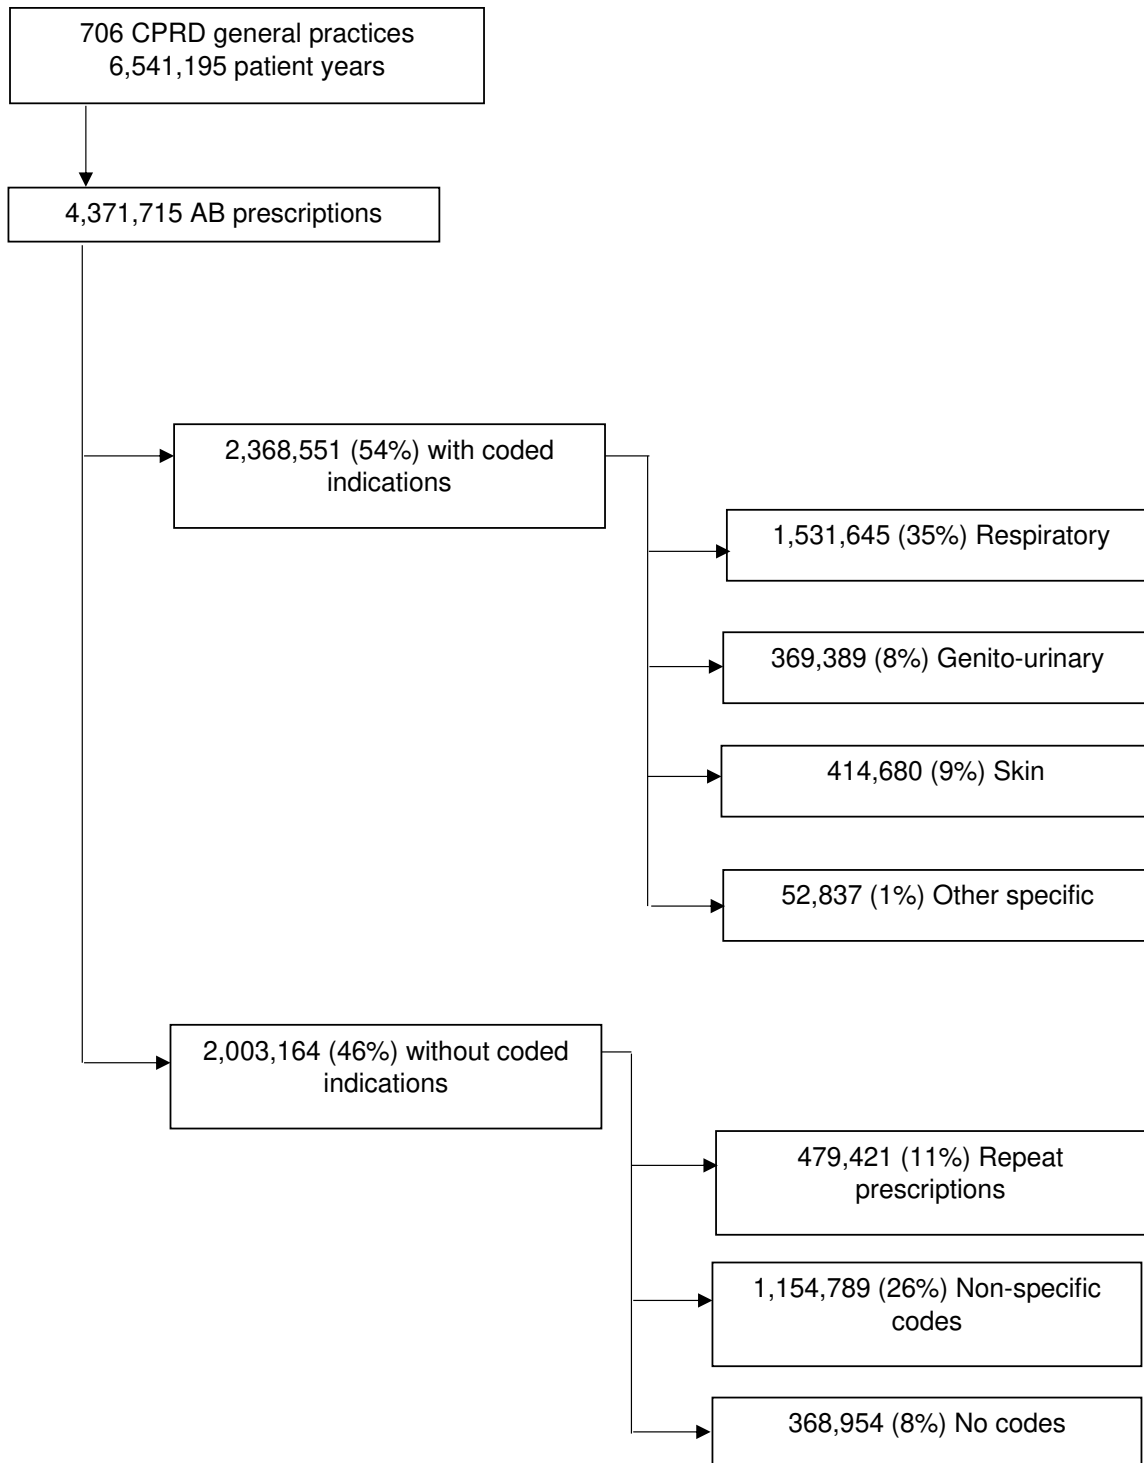 706 CPRD general practices
6,541,195 patient years
4,371,715 AB prescriptions
2,368,551 (54%) with coded
indications
1,531,645 (35%) Respiratory
369,389 (8%) Genito-urinary
414,680 (9%) Skin
52,837 (1%) Other specific
2,003,164 (46%) without coded
indications
479,421 (11%) Repeat
prescriptions
1,154,789 (26%) Non-specific
codes
368,954 (8%) No codes